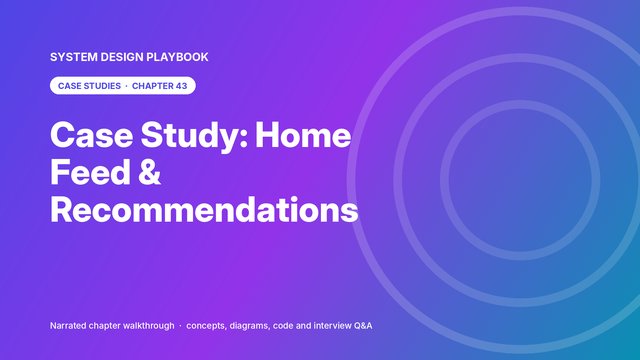 SYSTEM DESIGN PLAYBOOK
CASE STUDIES · CHAPTER 43
Case Study: Home
Feed &
Recommendations
Narrated chapter walkthrough · concepts, diagrams, code and interview Q&A